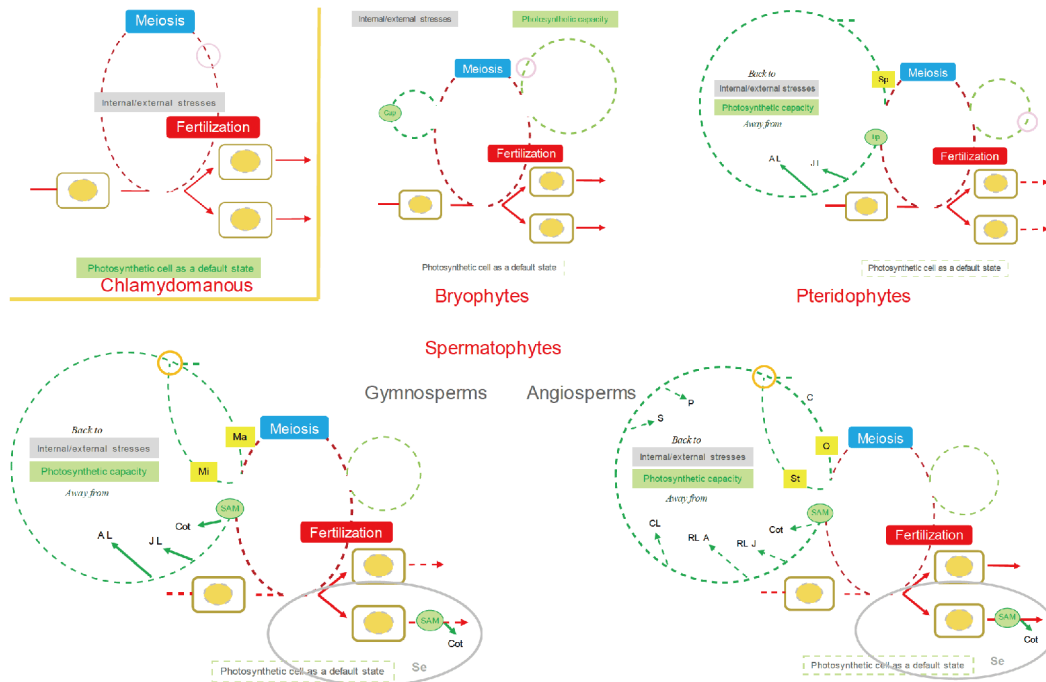 Meiosis
Internal/external stresses
Fertilization
Photosynthetic cell as a default state
Chlamydomanous
Internal/external stresses
Photosynthetic capacity
Meiosis
Cap
Fertilization
Photosynthetic cell as a default state
Bryophytes
Back to
Sp
Meiosis
Internal/external stresses
Photosynthetic capacity
Away from
A L
J L
Fertilization
Photosynthetic cell as a default state
Pteridophytes
Spermatophytes
Gymnosperms
Angiosperms
Back to
Ma
Meiosis
Internal/external stresses
Photosynthetic capacity
Mi
Away from
SAM
Cot
A L
J L
Fertilization
SAM
Cot
Se
Photosynthetic cell as a default state
P
C
S
Back to
O
Meiosis
Internal/external stresses
Photosynthetic capacity
St
Away from
SAM
CL
RL A
RL J
Cot
Fertilization
SAM
Cot
Se
Photosynthetic cell as a default state